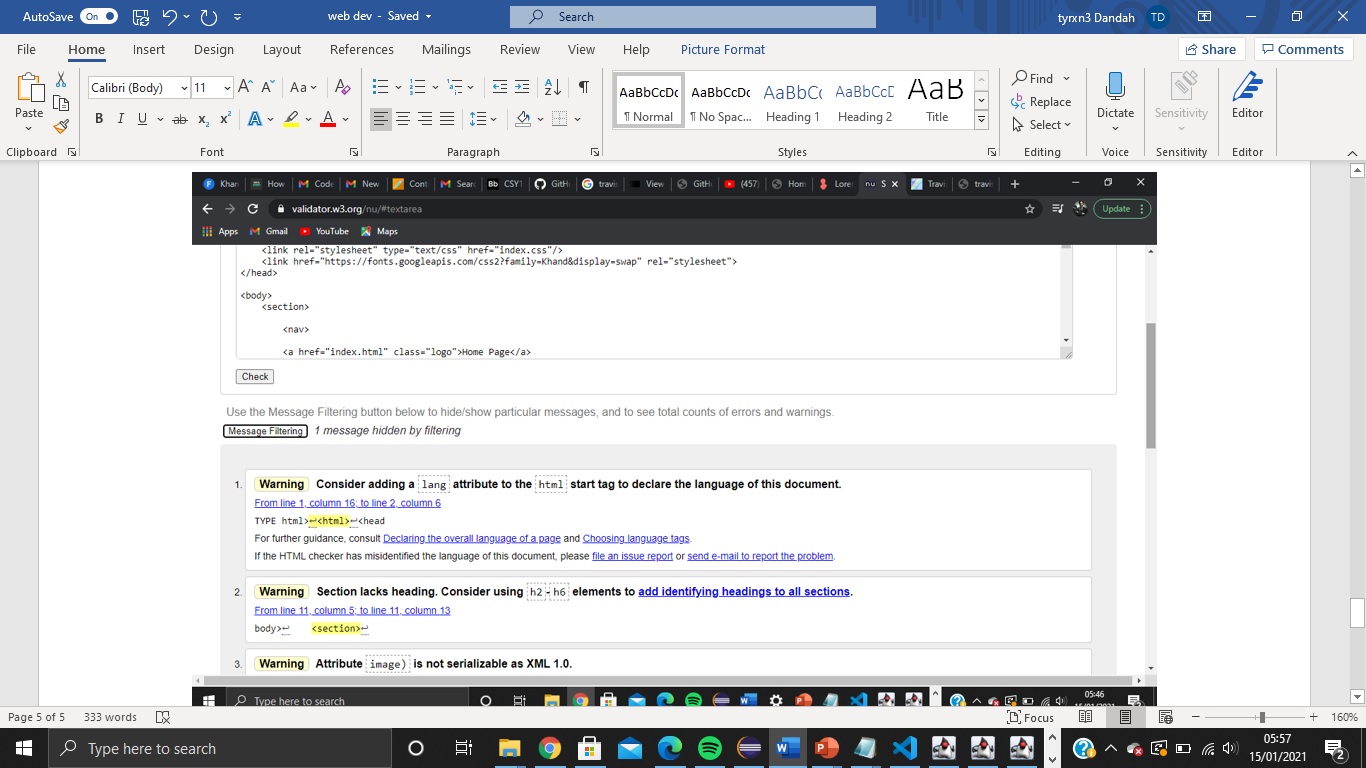 AutoSave On web dev - Saved Search tyrxn3 Dandah TD
File Home Insert Design Layout References Mailings Review View Help Picture Format Share Comments
Calibri (Body) 11 A A Aa A AaBbCcDc AaBbCcDc AaBbCc AaBbCcD AaB Find
Paste Replace Dictate Sensitivity Editor
B I U ab x2 x2 A A ¶ Normal ¶ No Spac... Heading 1 Heading 2 Title Select
Clipboard Font Paragraph Styles Editing Voice Sensitivity Editor
Khan How Code New Cont Sear Bb CSY1 GitHu travis View GitHu (457) Hom Lore nu S Travi travis
validator.w3.org/nu/#textarea Update
Apps Gmail YouTube Maps
<link rel="stylesheet" type="text/css" href="index.css"/>
<link href="https://fonts.googleapis.com/css2?family=Khand&display=swap" rel="stylesheet">
</head>
<body>
<section>
<nav>
<a href="index.html" class="logo">Home Page</a>
Check
Use the Message Filtering button below to hide/show particular messages, and to see total counts of errors and warnings.
Message Filtering 1 message hidden by filtering
1. Warning Consider adding a lang attribute to the html start tag to declare the language of this document.
From line 1, column 16; to line 2, column 6
TYPE html>↩<html>↩<head
For further guidance, consult Declaring the overall language of a page and Choosing language tags.
If the HTML checker has misidentified the language of this document, please file an issue report or send e-mail to report the problem.
2. Warning Section lacks heading. Consider using h2-h6 elements to add identifying headings to all sections.
From line 11, column 5; to line 11, column 13
body>↩ <section>↩
3. Warning Attribute image) is not serializable as XML 1.0.
Type here to search 05:46
15/01/2021
Page 5 of 5 333 words Focus 160%
Type here to search 05:57
15/01/2021 2